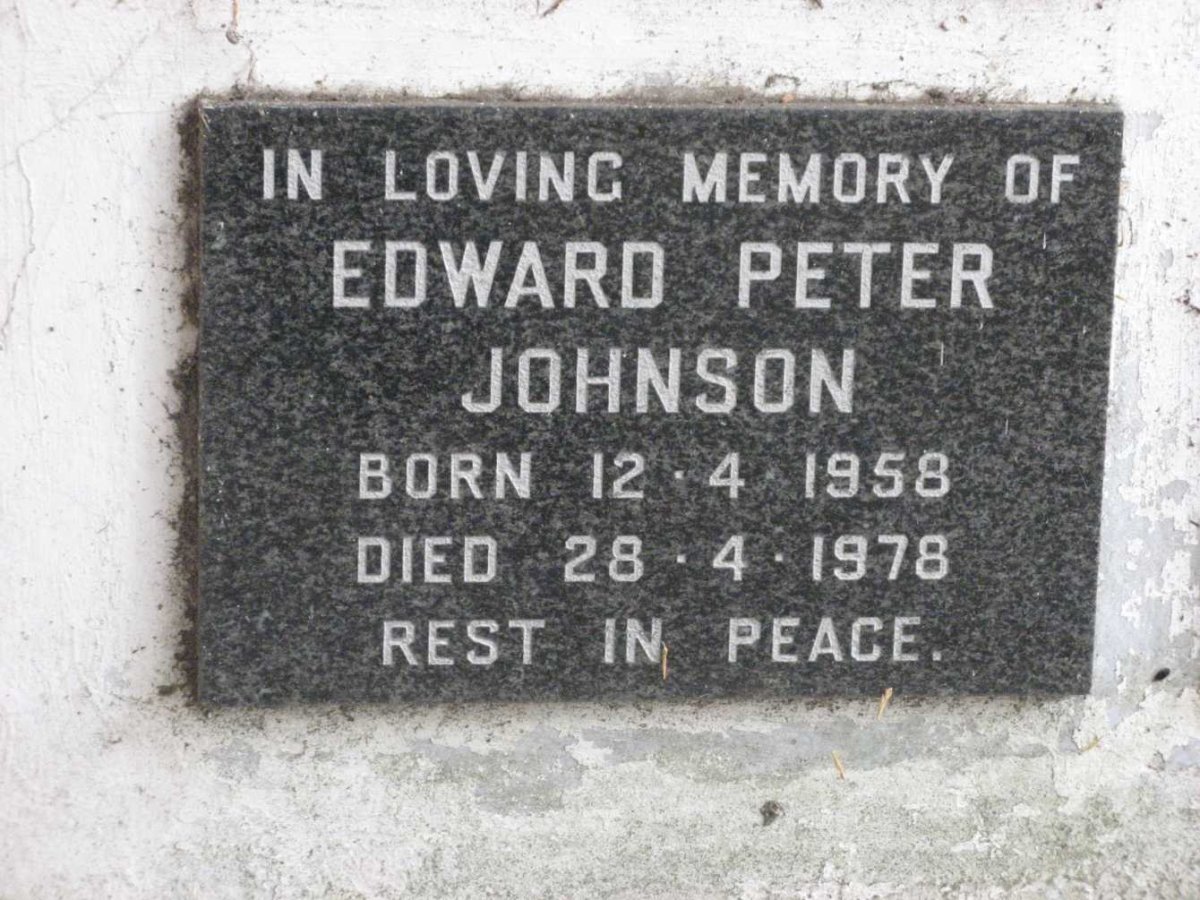 IN LOVING MEMORY OF
EDWARD PETER
JOHNSON
BORN 12·4 1958
DIED 28·4·1978
REST IN PEACE.